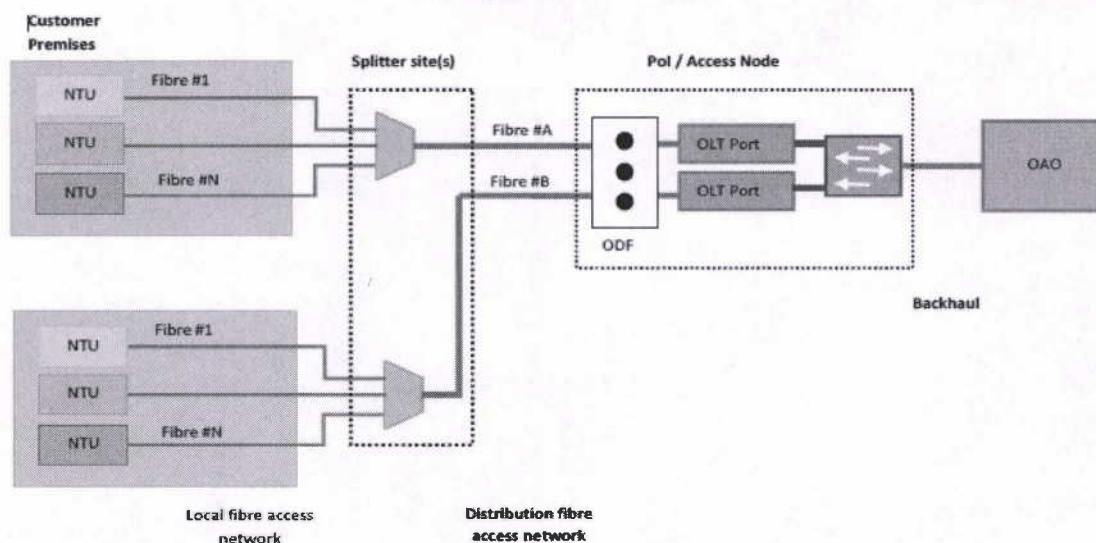 Customer
Premises
Splitter site(s)
PoI / Access Node
Fibre #1
NTU
NTU
Fibre #N
NTU
Fibre #A
Fibre #B
ODF
OLT Port
OLT Port
OAO
Backhaul
Fibre #1
NTU
NTU
Fibre #N
NTU
Local fibre access
network
Distribution fibre
access network